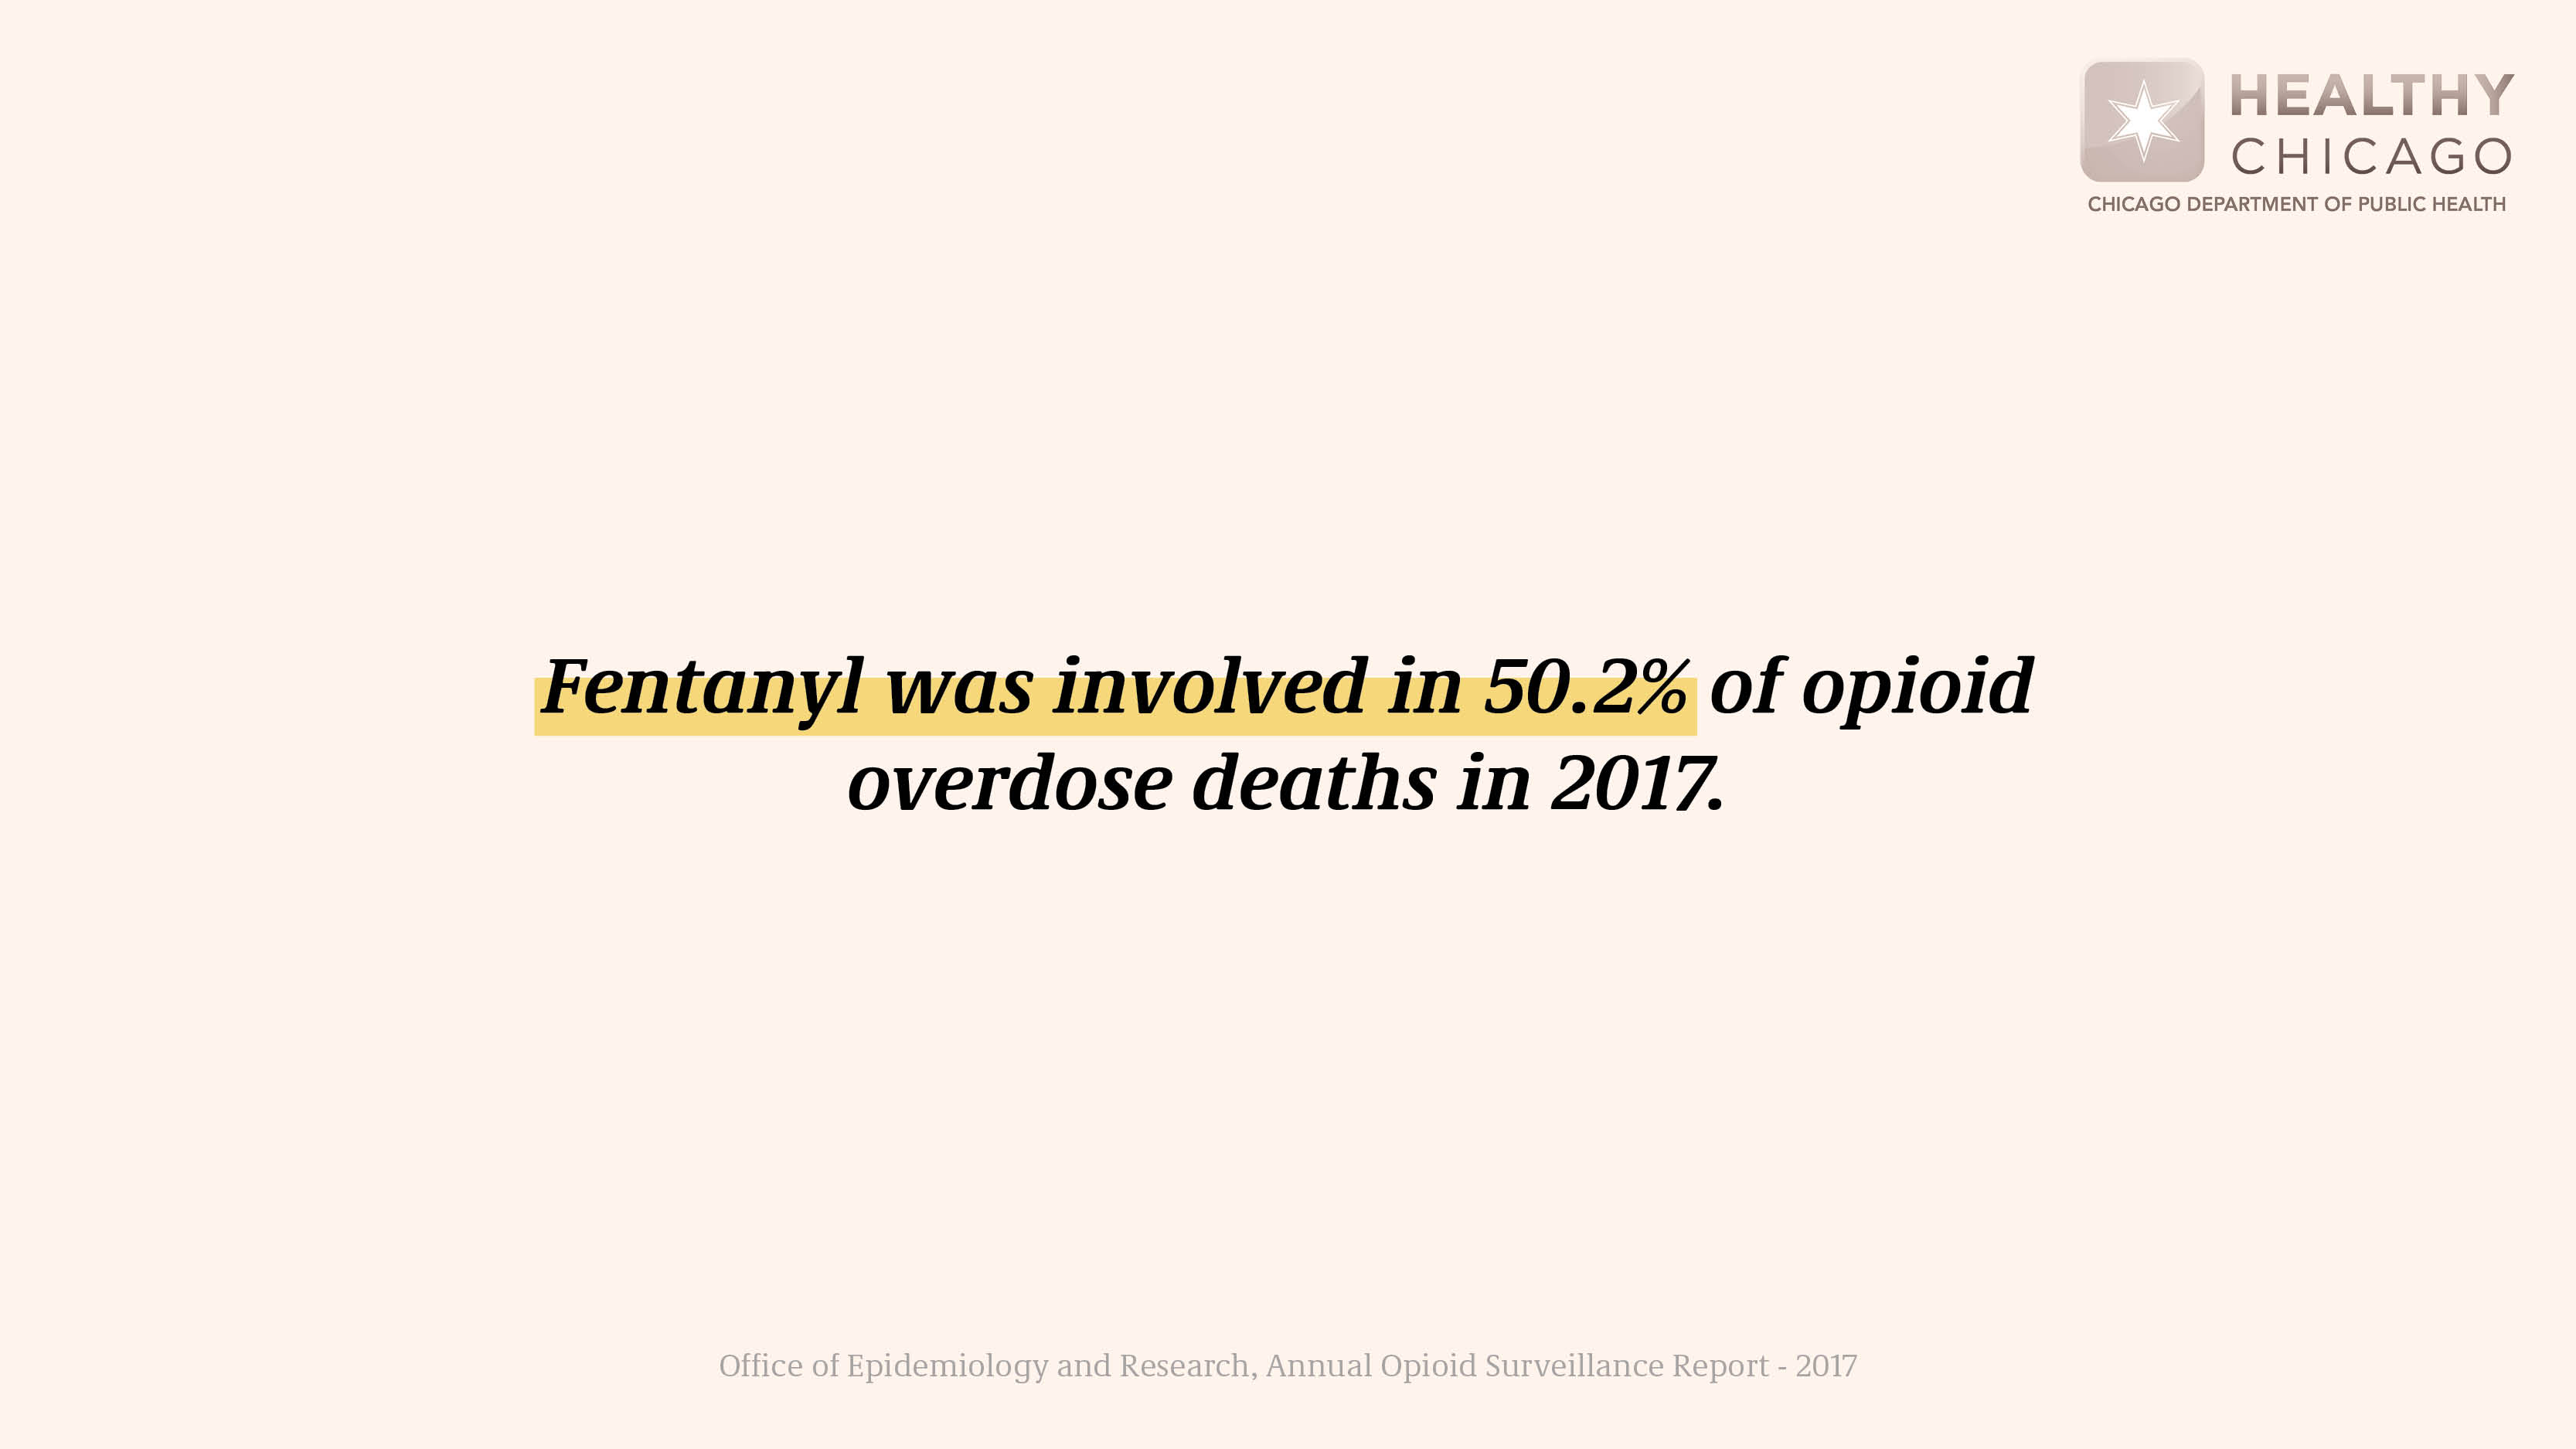 HEALTHY
CHICAGO
CHICAGO DEPARTMENT OF PUBLIC HEALTH
Fentanyl was involved in 50.2% of opioid
overdose deaths in 2017.
Office of Epidemiology and Research, Annual Opioid Surveillance Report - 2017